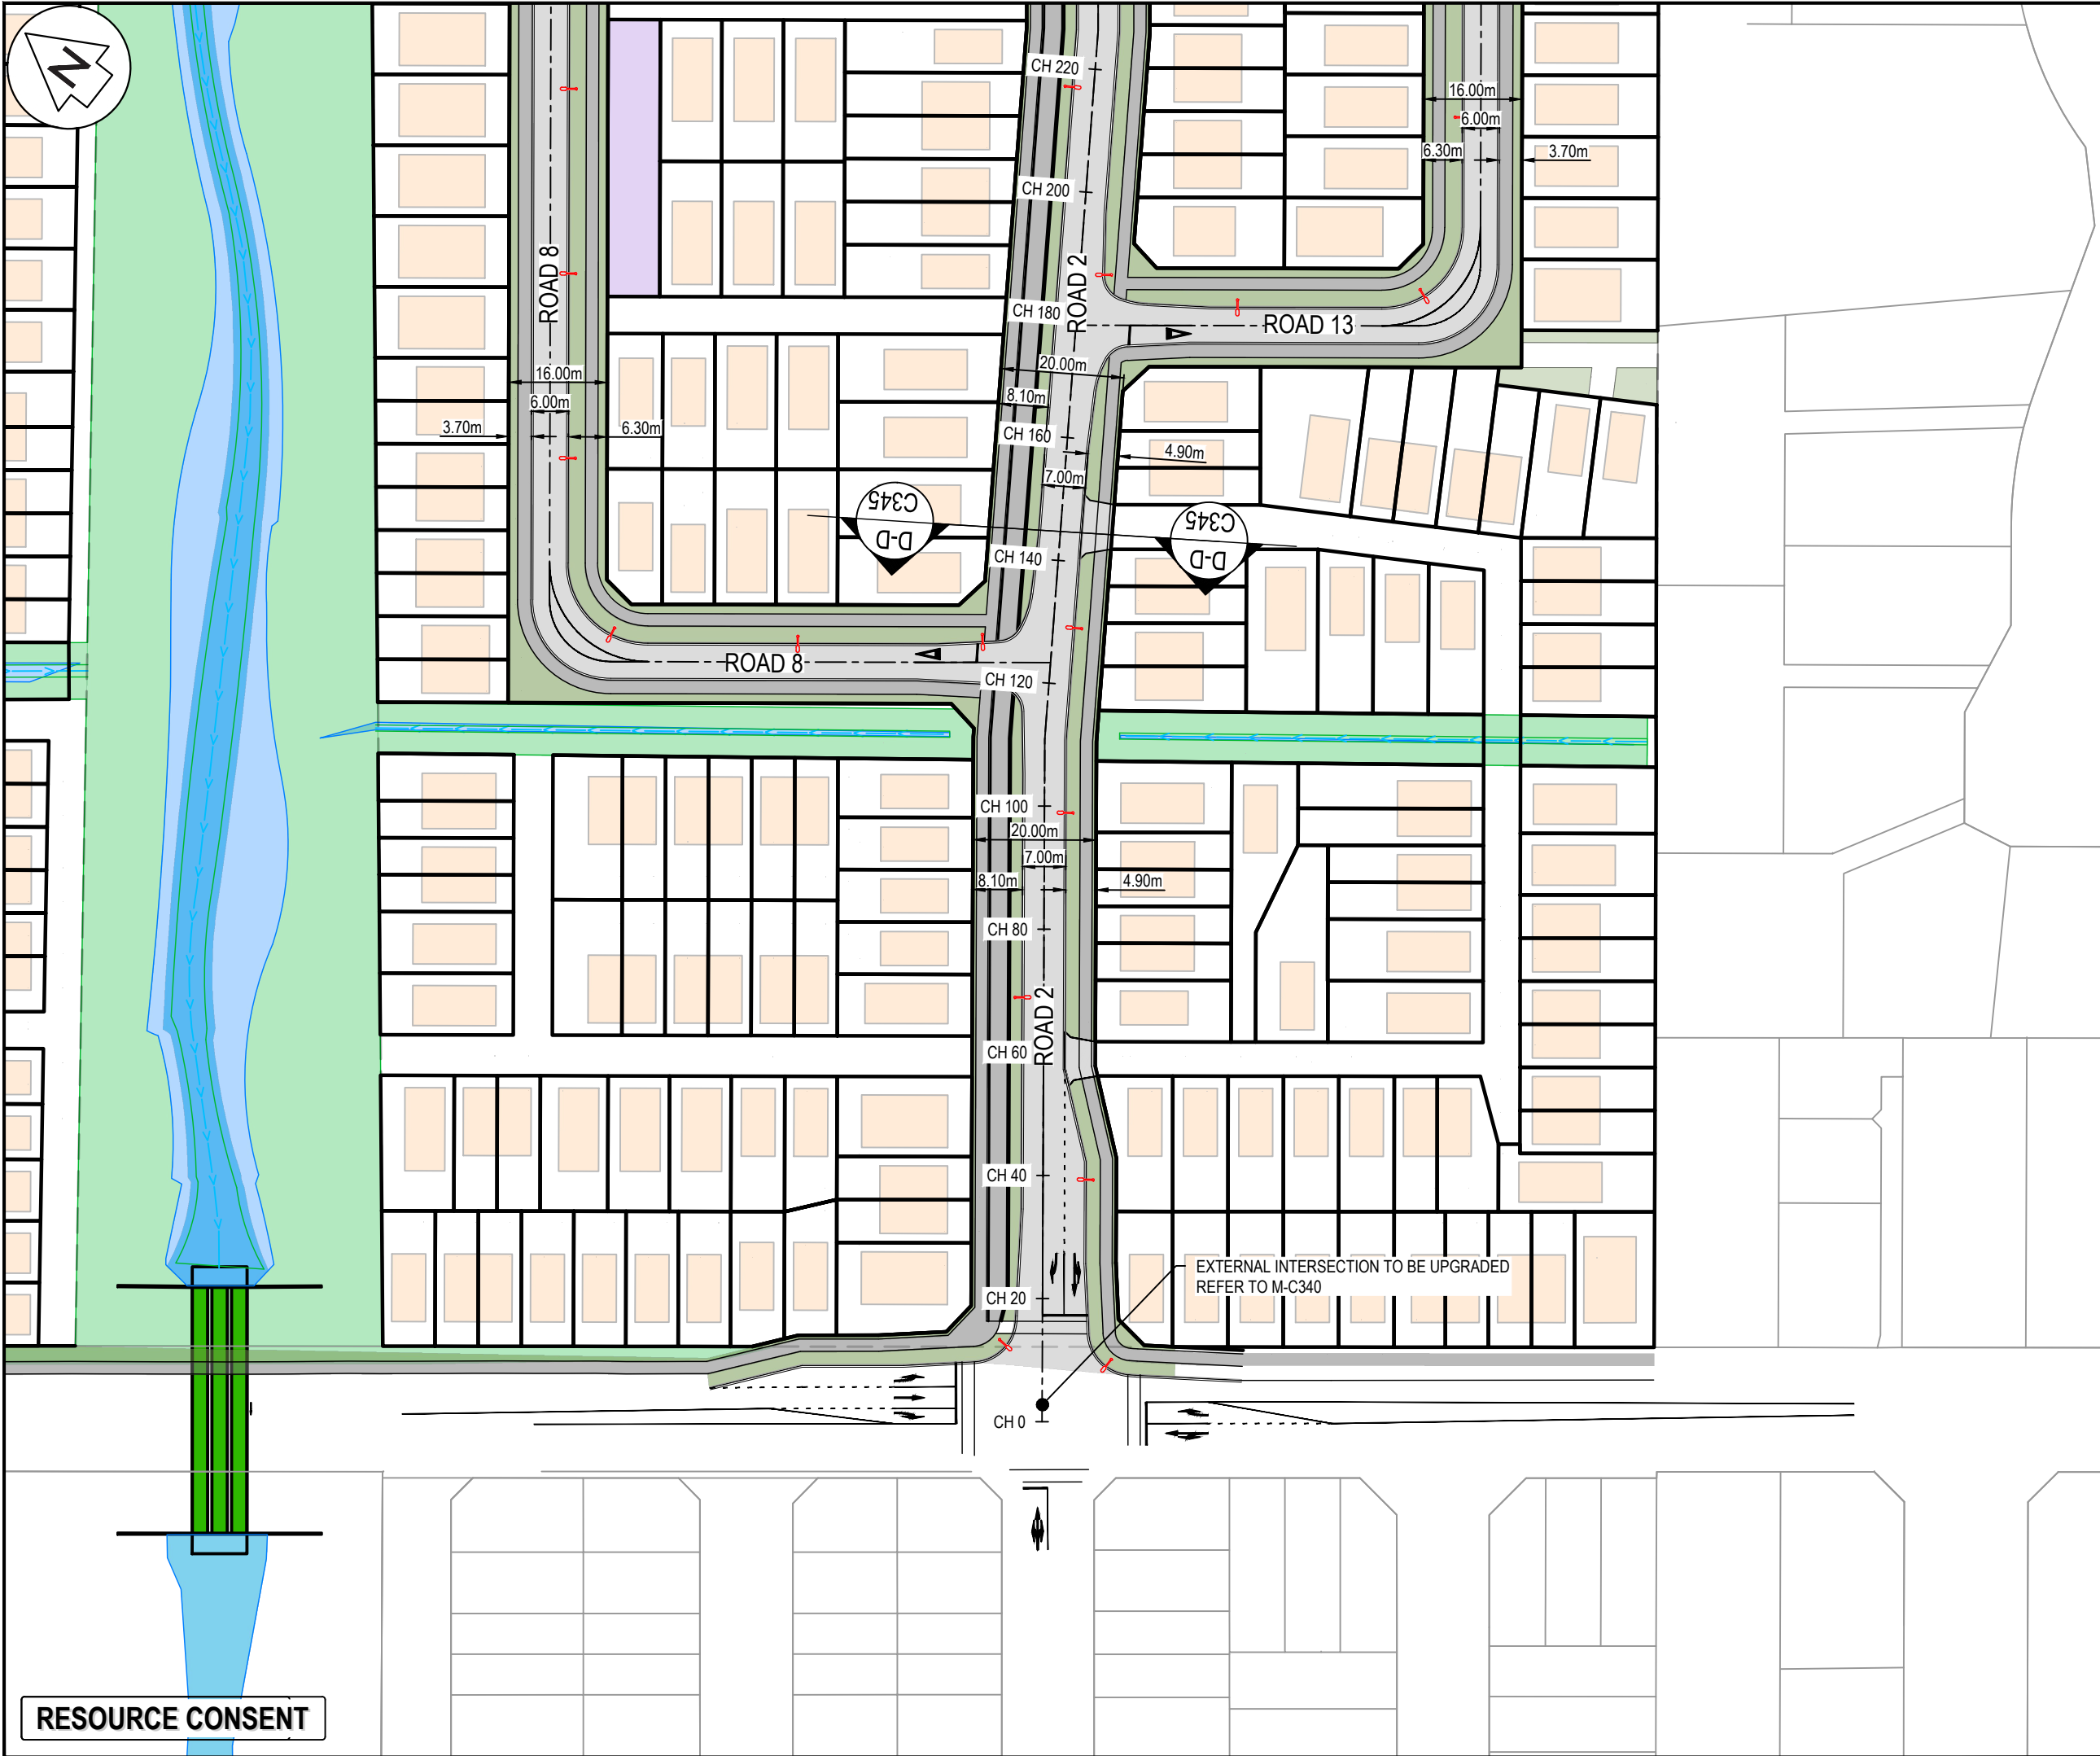 N
CH 220
16.00m
6.00m
6.30m
3.70m
CH 200
ROAD 8
ROAD 2
CH 180
ROAD 13
16.00m
20.00m
6.00m
8.10m
3.70m
6.30m
CH 160
4.90m
7.00m
C345
D-D
C345
D-D
CH 140
ROAD 8
CH 120
CH 100
20.00m
7.00m
8.10m
4.90m
CH 80
ROAD 2
CH 60
CH 40
EXTERNAL INTERSECTION TO BE UPGRADED
REFER TO M-C340
CH 20
CH 0
RESOURCE CONSENT